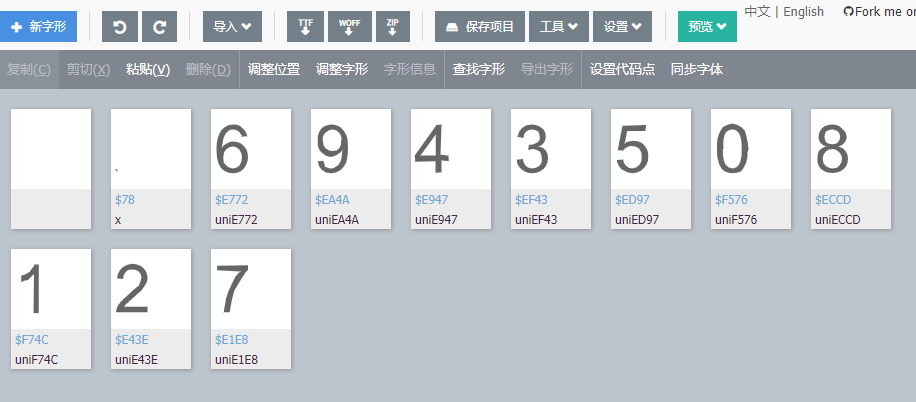 中文 | English Fork me on
新字形 导入 TTF WOFF ZIP 保存项目 工具 设置 预览
复制(C) 剪切(X) 粘贴(V) 删除(D) 调整位置 调整字形 字形信息 查找字形 导出字形 设置代码点 同步字体
6 9 4 3 5 0 8
$78 $E772 $EA4A $E947 $EF43 $ED97 $F576 $ECCD
x uniE772 uniEA4A uniE947 uniEF43 uniED97 uniF576 uniECCD
1 2 7
$F74C $E43E $E1E8
uniF74C uniE43E uniE1E8